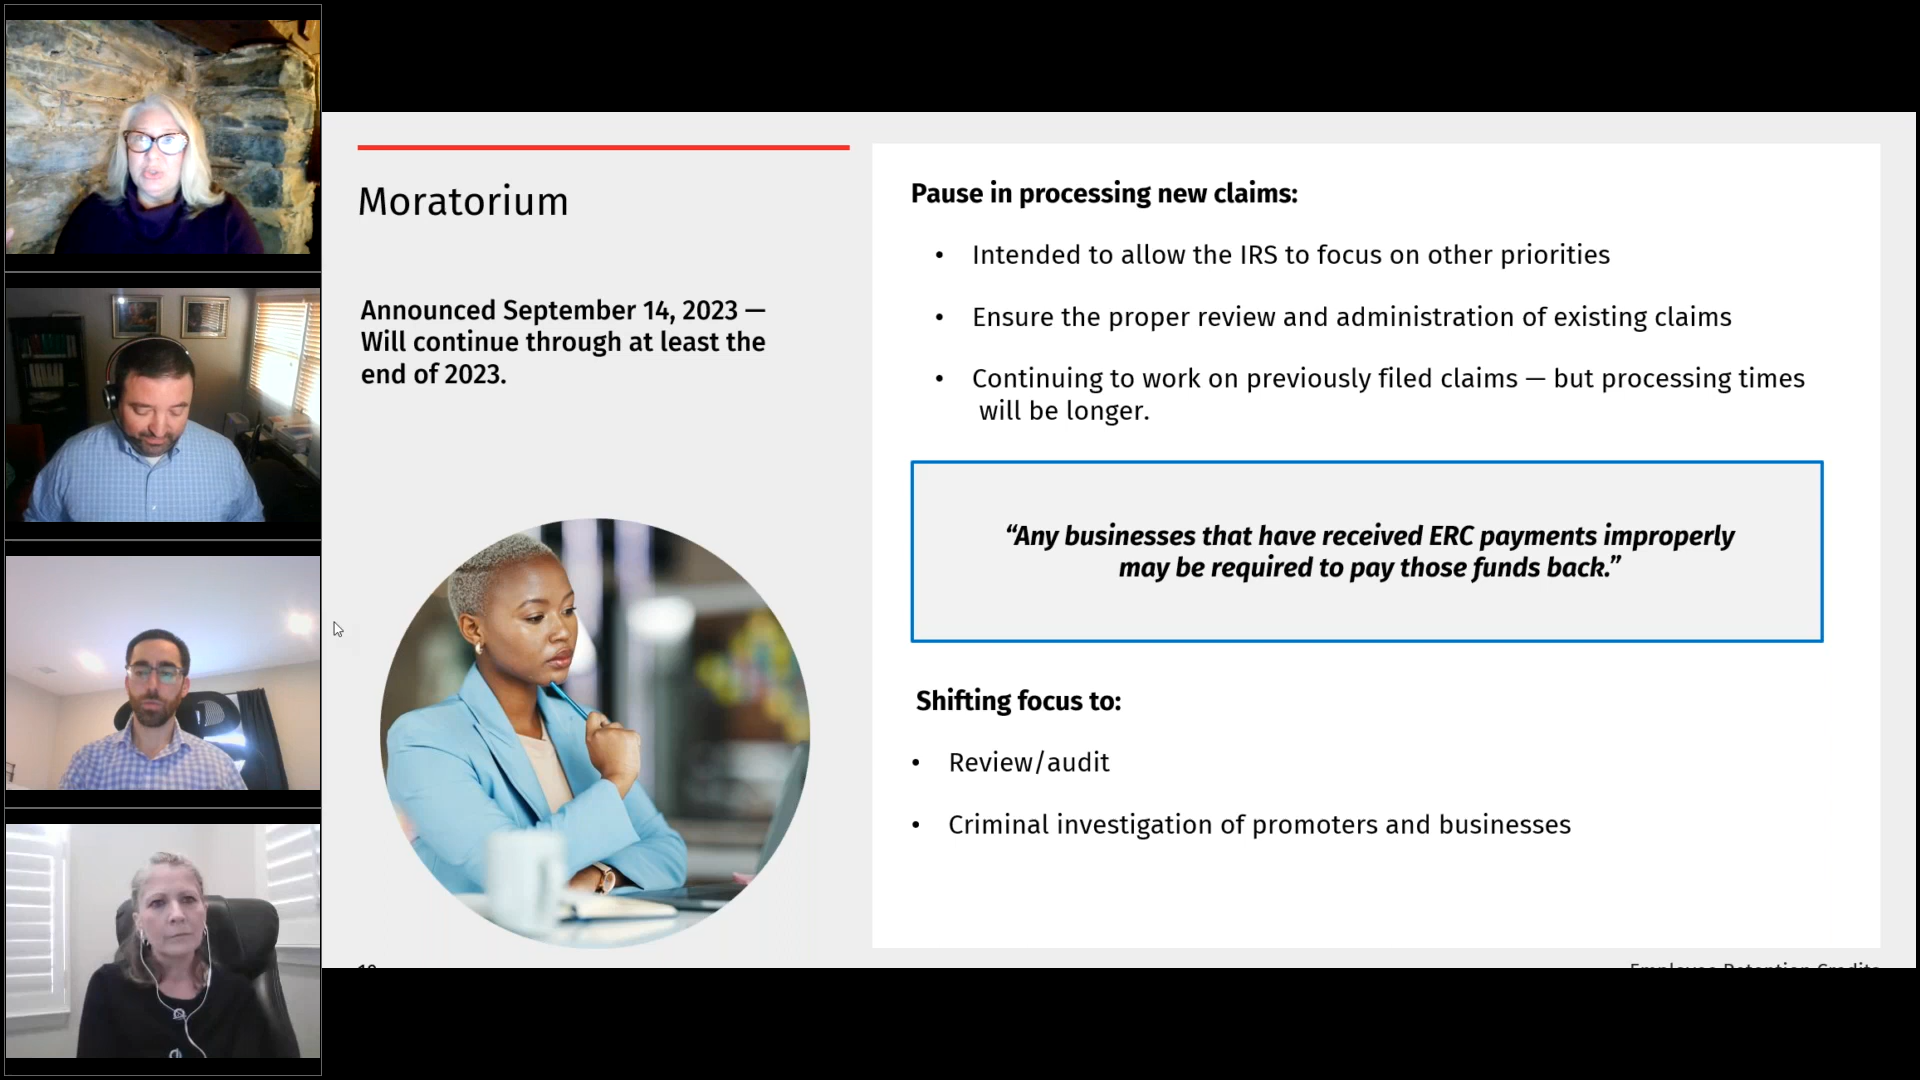 Moratorium
Announced September 14, 2023 —
Will continue through at least the
end of 2023.
Pause in processing new claims:
• Intended to allow the IRS to focus on other priorities
• Ensure the proper review and administration of existing claims
• Continuing to work on previously filed claims — but processing times
will be longer.
“Any businesses that have received ERC payments improperly
may be required to pay those funds back.”
Shifting focus to:
• Review/audit
• Criminal investigation of promoters and businesses
Employee Retention Credits